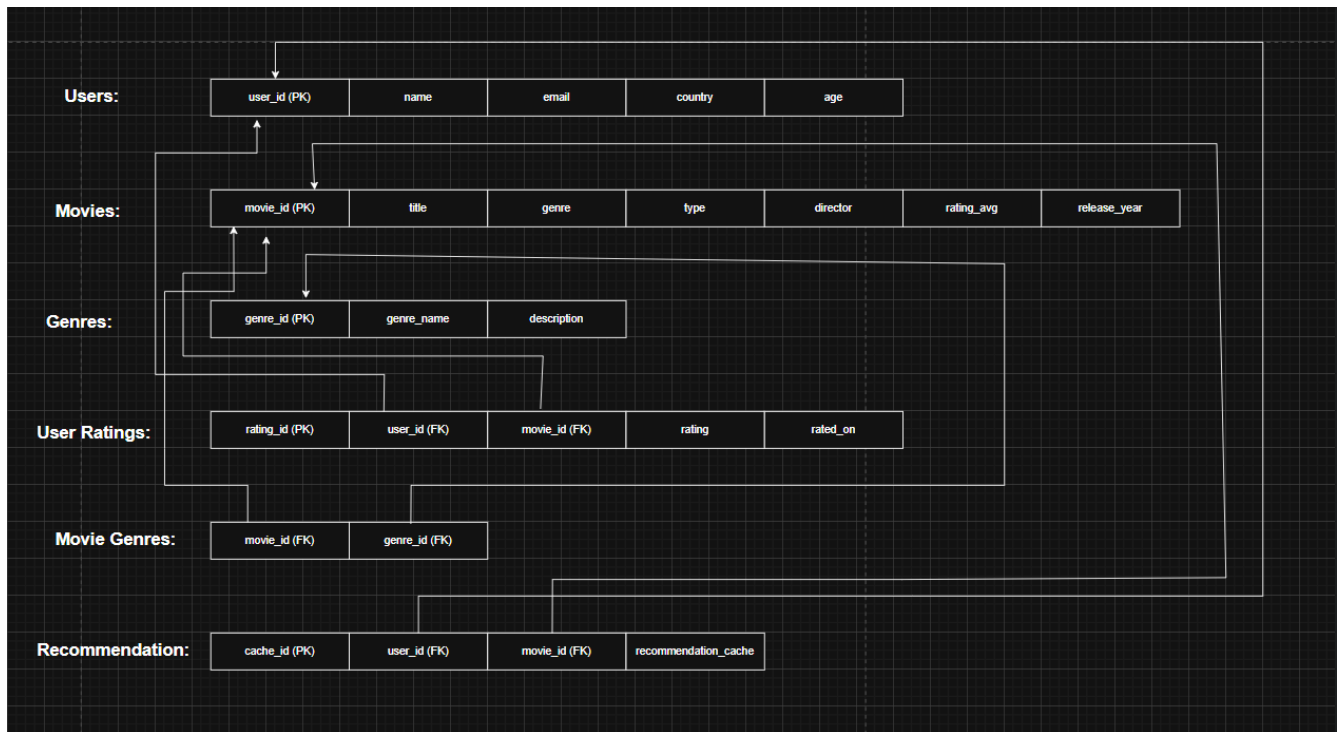 Users:
user_id (PK) name email country age
Movies:
movie_id (PK) title genre type director rating_avg release_year
Genres:
genre_id (PK) genre_name description
User Ratings:
rating_id (PK) user_id (FK) movie_id (FK) rating rated_on
Movie Genres:
movie_id (FK) genre_id (FK)
Recommendation:
cache_id (PK) user_id (FK) movie_id (FK) recommendation_cache